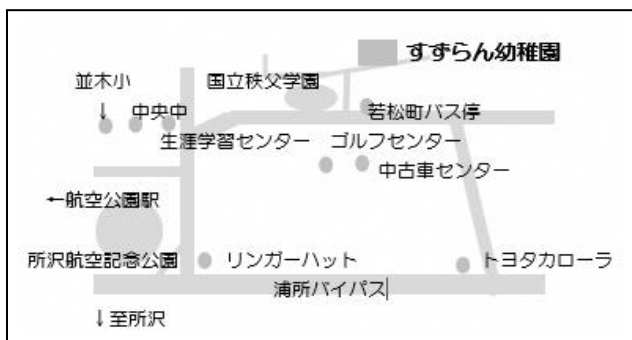 すずらん幼稚園
並木小
国立秩父学園
↓
中央中
若松町バス停
生涯学習センター
ゴルフセンター
中古車センター
←航空公園駅
所沢航空記念公園
リンガーハット
トヨタカローラ
浦所バイパス
↓至所沢